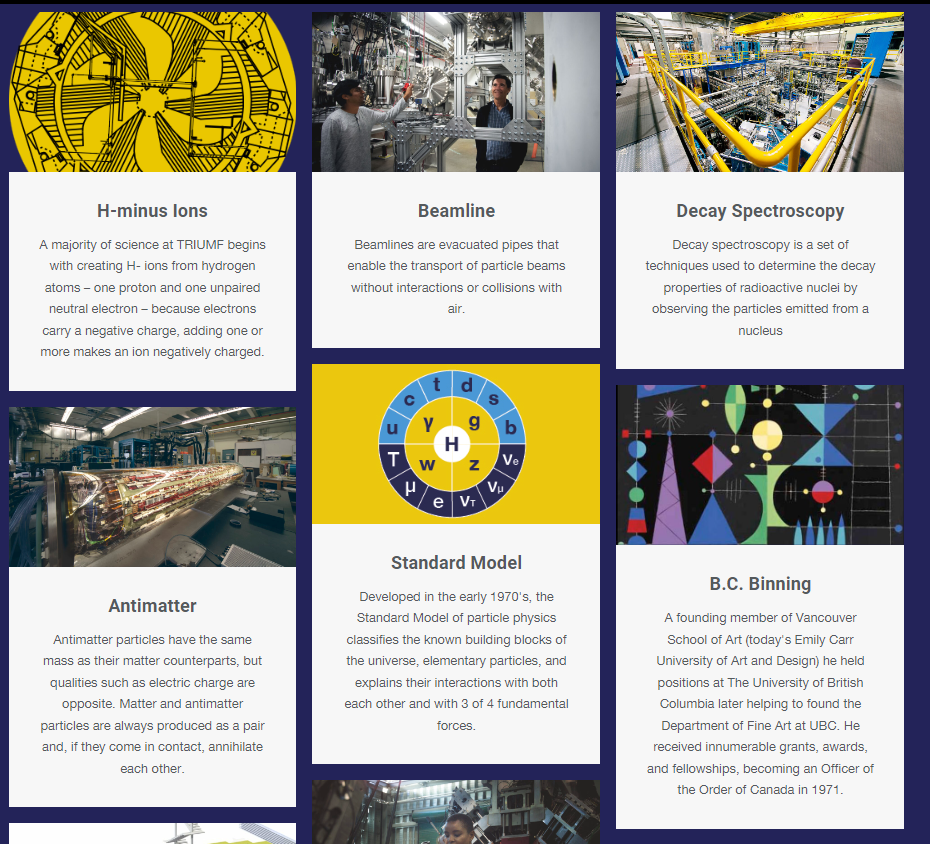 H-minus Ions
A majority of science at TRIUMF begins
with creating H- ions from hydrogen
atoms – one proton and one unpaired
neutral electron – because electrons
carry a negative charge, adding one or
more makes an ion negatively charged.
Antimatter
Antimatter particles have the same
mass as their matter counterparts, but
qualities such as electric charge are
opposite. Matter and antimatter
particles are always produced as a pair
and, if they come in contact, annihilate
each other.
Beamline
Beamlines are evacuated pipes that
enable the transport of particle beams
without interactions or collisions with
air.
u c t d s b
γ g
H
w z
T μ e ντ νμ νe
Standard Model
Developed in the early 1970's, the
Standard Model of particle physics
classifies the known building blocks of
the universe, elementary particles, and
explains their interactions with both
each other and with 3 of 4 fundamental
forces.
Decay Spectroscopy
Decay spectroscopy is a set of
techniques used to determine the decay
properties of radioactive nuclei by
observing the particles emitted from a
nucleus
B.C. Binning
A founding member of Vancouver
School of Art (today's Emily Carr
University of Art and Design) he held
positions at The University of British
Columbia later helping to found the
Department of Fine Art at UBC. He
received innumerable grants, awards,
and fellowships, becoming an Officer of
the Order of Canada in 1971.